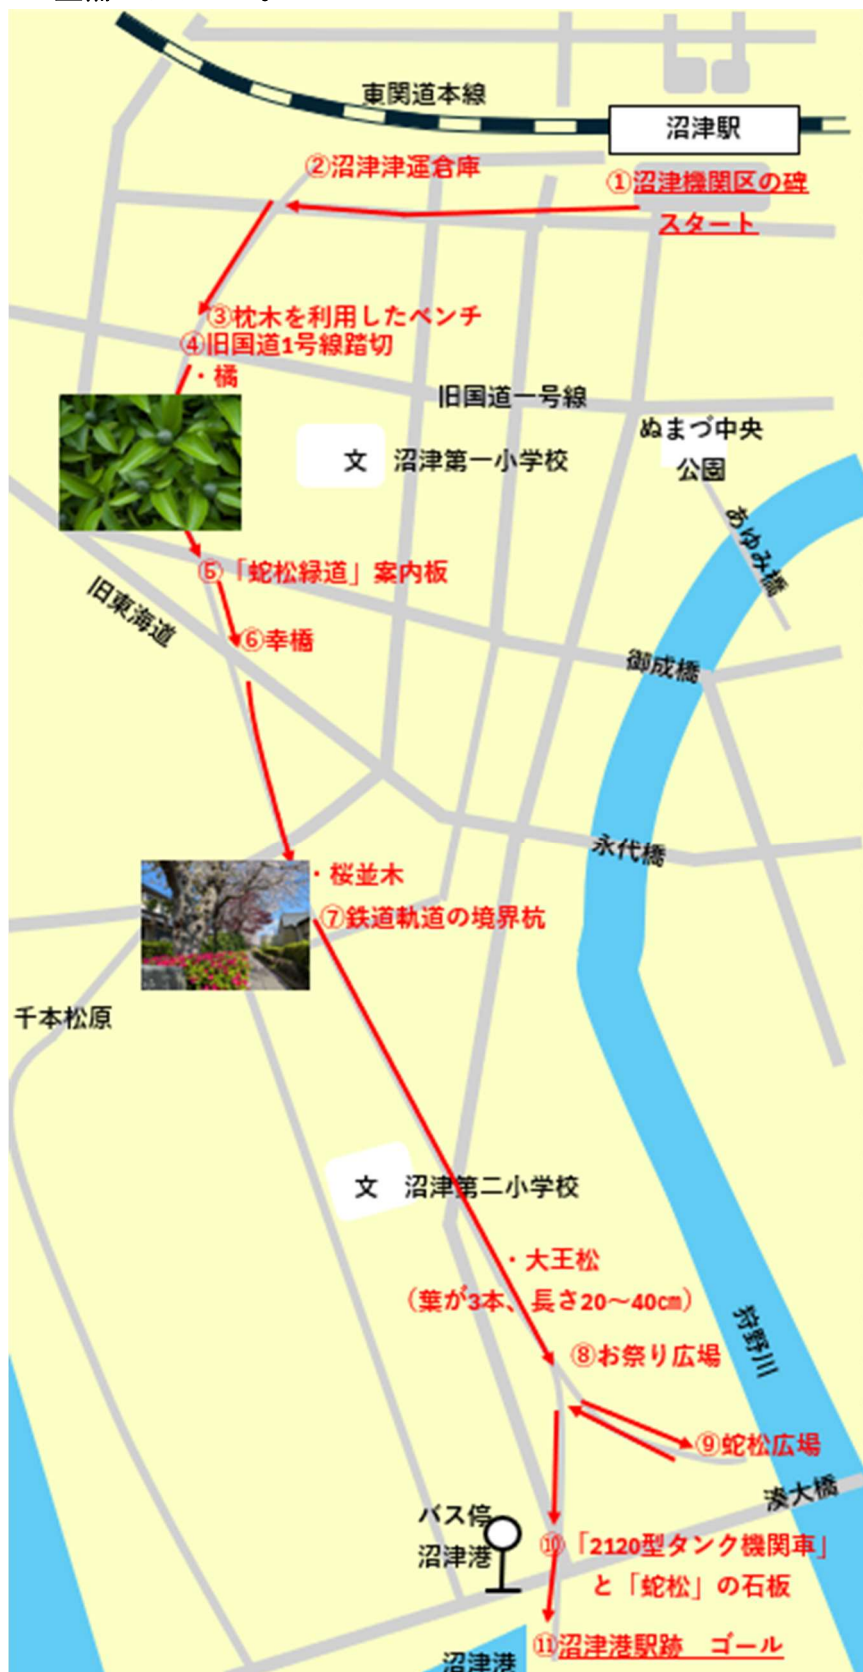 東関道本線
沼津駅
②沼津津運倉庫
①沼津機関区の碑
スタート
③枕木を利用したベンチ
④旧国道1号線踏切
・橘
旧国道一号線
ぬまづ中央
公園
文　沼津第一小学校
あゆみ橋
⑤「蛇松緑道」案内板
旧東海道
⑥幸橋
御成橋
永代橋
・桜並木
⑦鉄道軌道の境界杭
千本松原
文　沼津第二小学校
・大王松
（葉が3本、長さ20～40㎝）
狩野川
⑧お祭り広場
⑨蛇松広場
湊大橋
バス停
沼津港
⑩「2120型タンク機関車」
と「蛇松」の石板
⑪沼津港駅跡　ゴール
沼津港